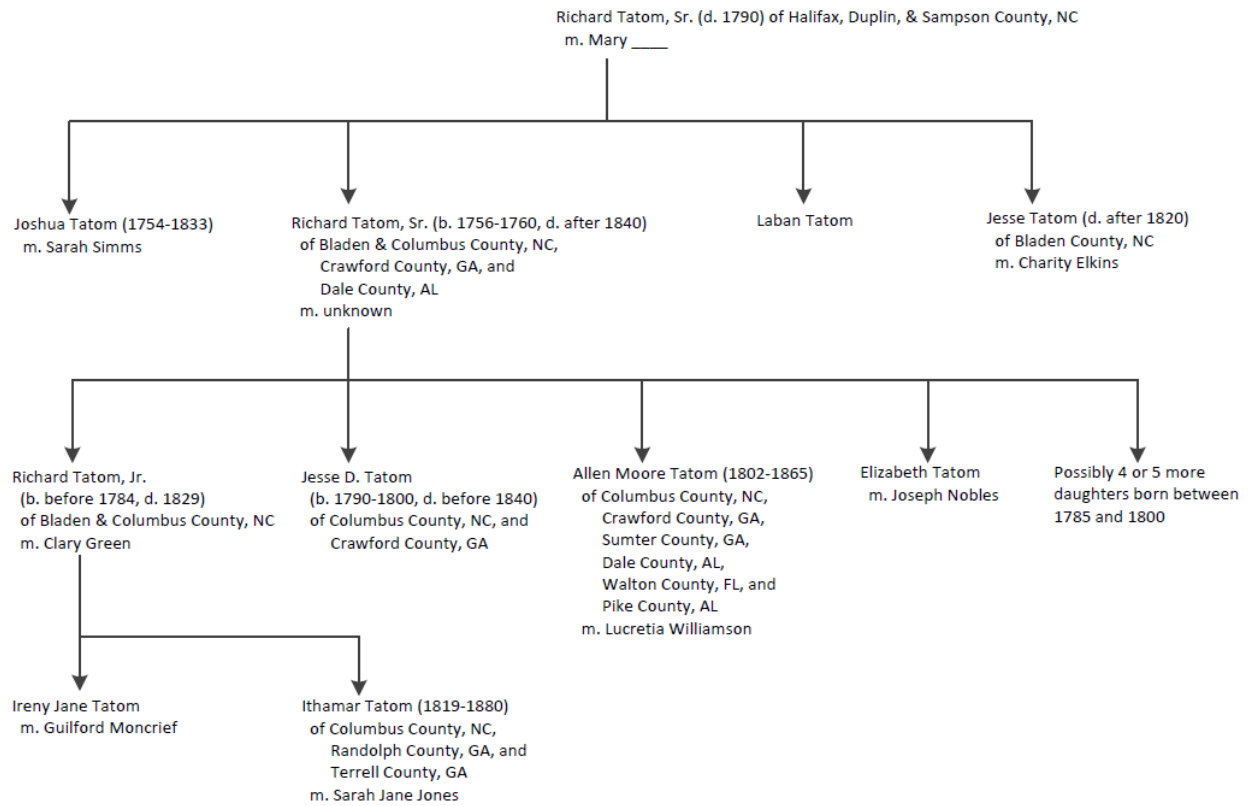 Richard Tatom, Sr. (d. 1790) of Halifax, Duplin, & Sampson County, NC
m. Mary ____
Joshua Tatom (1754-1833)
m. Sarah Simms
Richard Tatom, Sr. (b. 1756-1760, d. after 1840)
of Bladen & Columbus County, NC,
Crawford County, GA, and
Dale County, AL
m. unknown
Laban Tatom
Jesse Tatom (d. after 1820)
of Bladen County, NC
m. Charity Elkins
Richard Tatom, Jr.
(b. before 1784, d. 1829)
of Bladen & Columbus County, NC
m. Clary Green
Jesse D. Tatom
(b. 1790-1800, d. before 1840)
of Columbus County, NC, and
Crawford County, GA
Allen Moore Tatom (1802-1865)
of Columbus County, NC,
Crawford County, GA,
Sumter County, GA,
Dale County, AL,
Walton County, FL, and
Pike County, AL
m. Lucretia Williamson
Elizabeth Tatom
m. Joseph Nobles
Possibly 4 or 5 more
daughters born between
1785 and 1800
Ireny Jane Tatom
m. Guilford Moncrief
Ithamar Tatom (1819-1880)
of Columbus County, NC,
Randolph County, GA, and
Terrell County, GA
m. Sarah Jane Jones